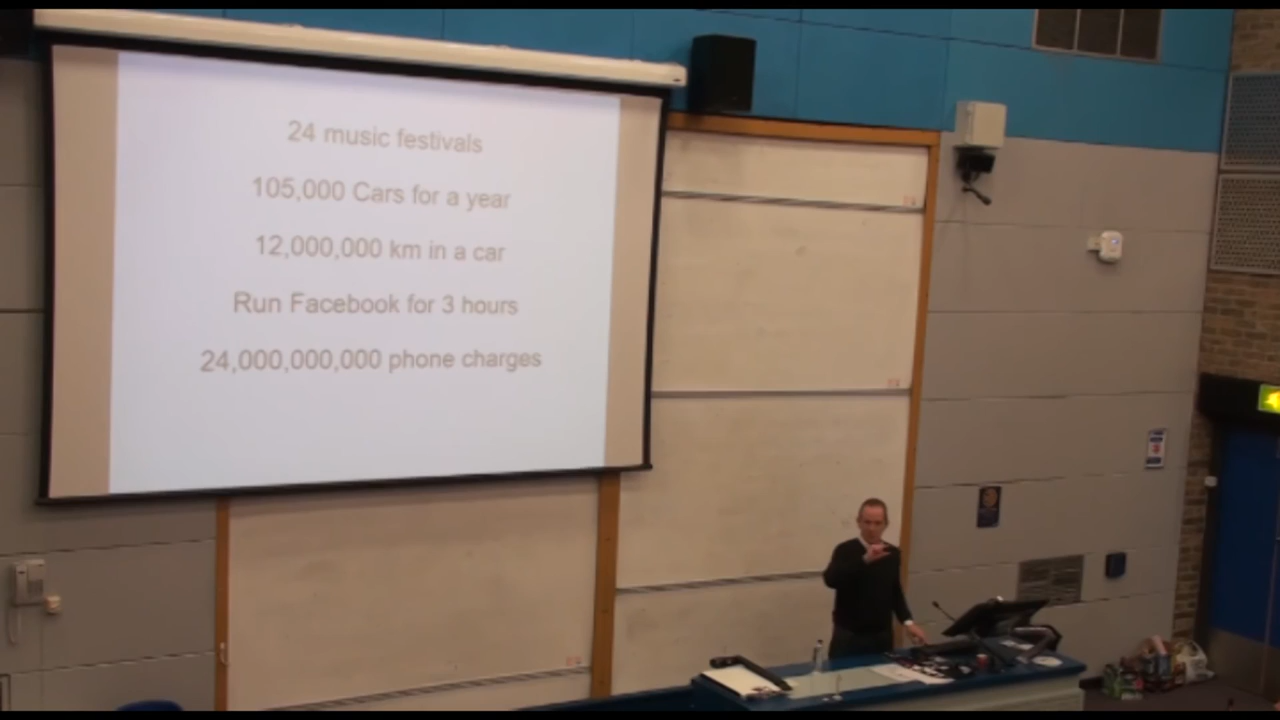 24 music festivals
105,000 Cars for a year
12,000,000 km in a car
Run Facebook for 3 hours
24,000,000,000 phone charges